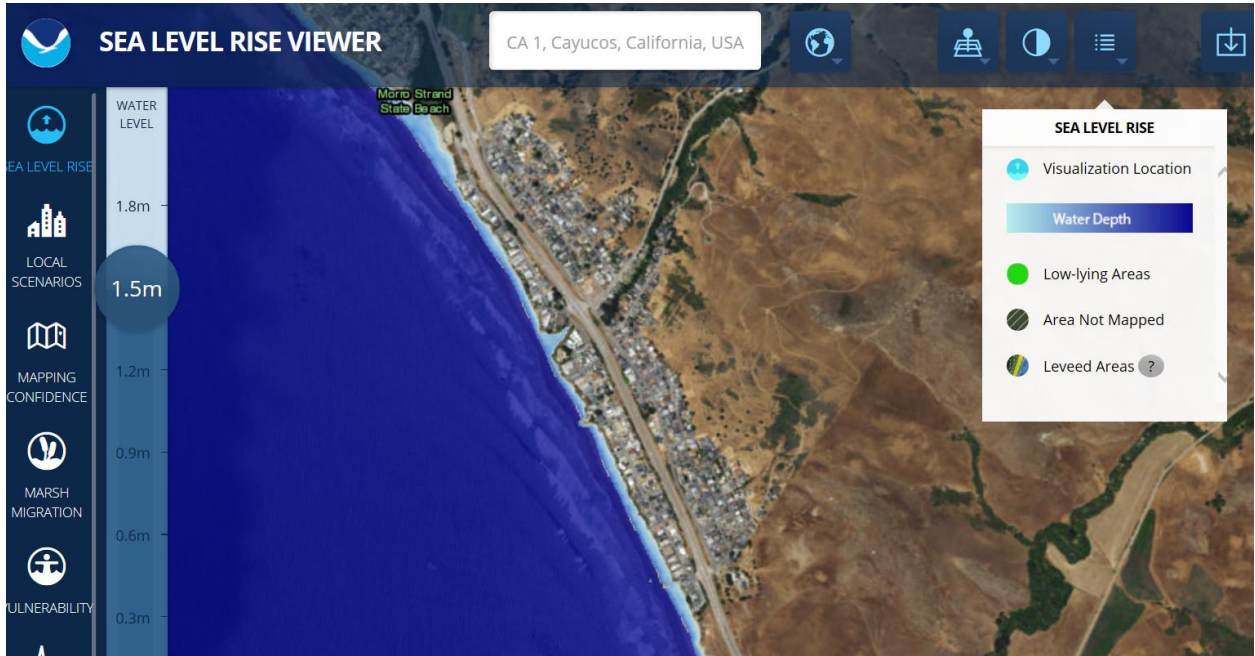 SEA LEVEL RISE VIEWER
CA 1, Cayucos, California, USA
SEA LEVEL RISE
LOCAL
SCENARIOS
MAPPING
CONFIDENCE
MARSH
MIGRATION
VULNERABILITY
WATER
LEVEL
1.8m
1.5m
1.2m
0.9m
0.6m
0.3m
Morro Strand
State Beach
SEA LEVEL RISE
Visualization Location
Water Depth
Low-lying Areas
Area Not Mapped
Leveed Areas ?